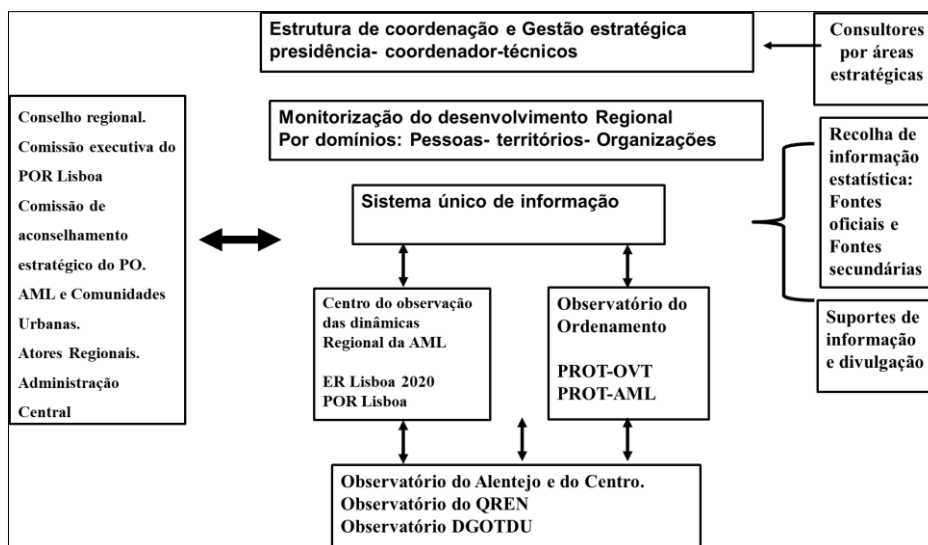 Estrutura de coordenação e Gestão estratégica
presidência- coordenador-técnicos
Consultores
por áreas
estratégicas
Conselho regional.
Comissão executiva do
POR Lisboa
Comissão de
aconselhamento
estratégico do PO.
AML e Comunidades
Urbanas.
Atores Regionais.
Administração
Central
Monitorização do desenvolvimento Regional
Por domínios: Pessoas- territórios- Organizações
Recolha de
informação
estatística:
Fontes
oficiais e
Fontes
secundárias
Sistema único de informação
Centro do observação
das dinâmicas
Regional da AML
ER Lisboa 2020
POR Lisboa
Observatório do
Ordenamento
PROT-OVT
PROT-AML
Suportes de
informação
e divulgação
Observatório do Alentejo e do Centro.
Observatório do QREN
Observatório DGOTDU